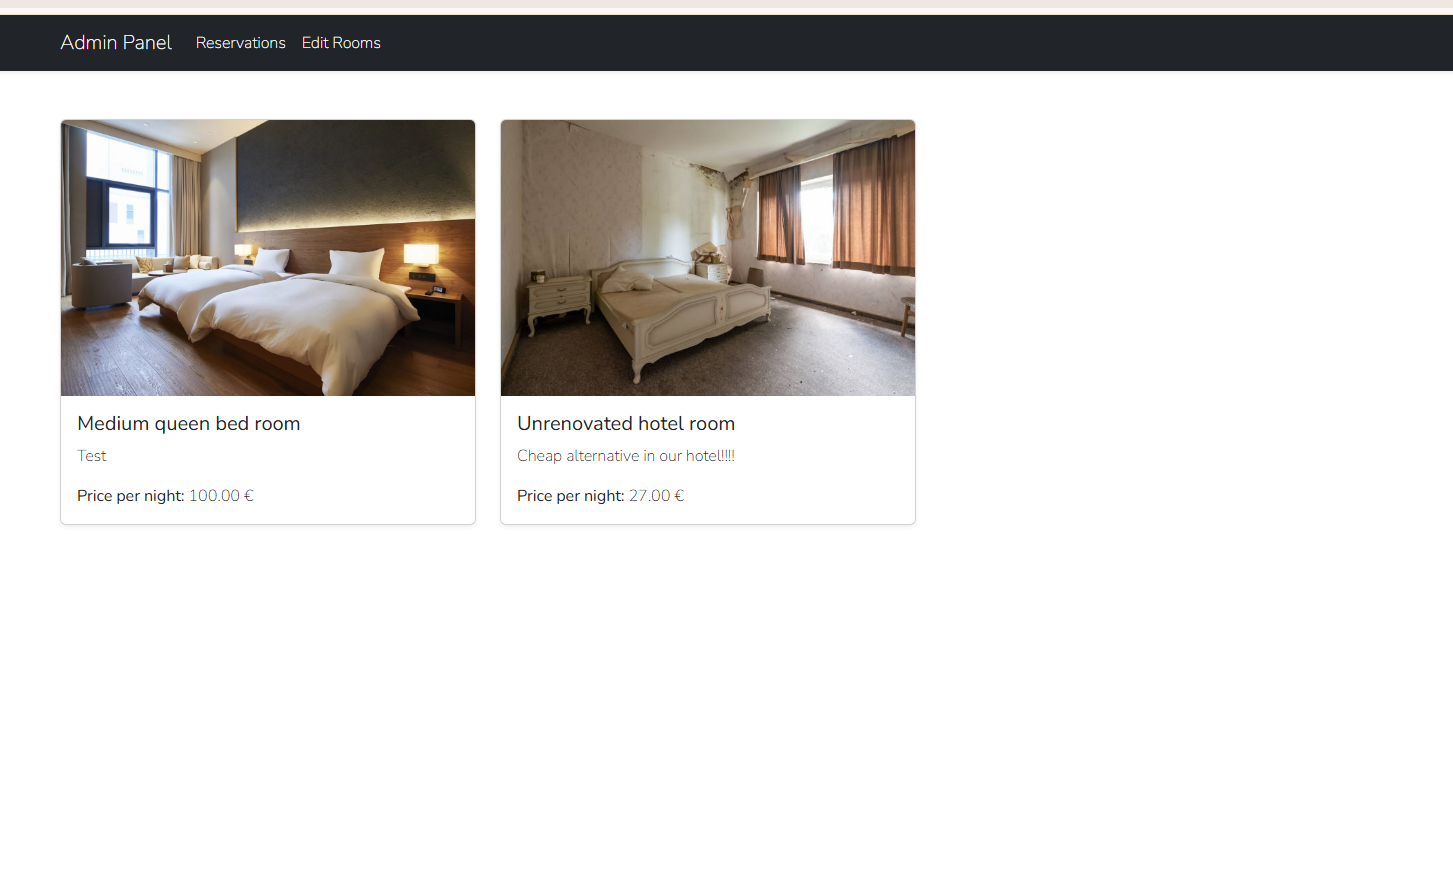 Admin Panel Reservations Edit Rooms
Medium queen bed room
Test
Price per night: 100.00 €
Unrenovated hotel room
Cheap alternative in our hotel!!!!
Price per night: 27.00 €